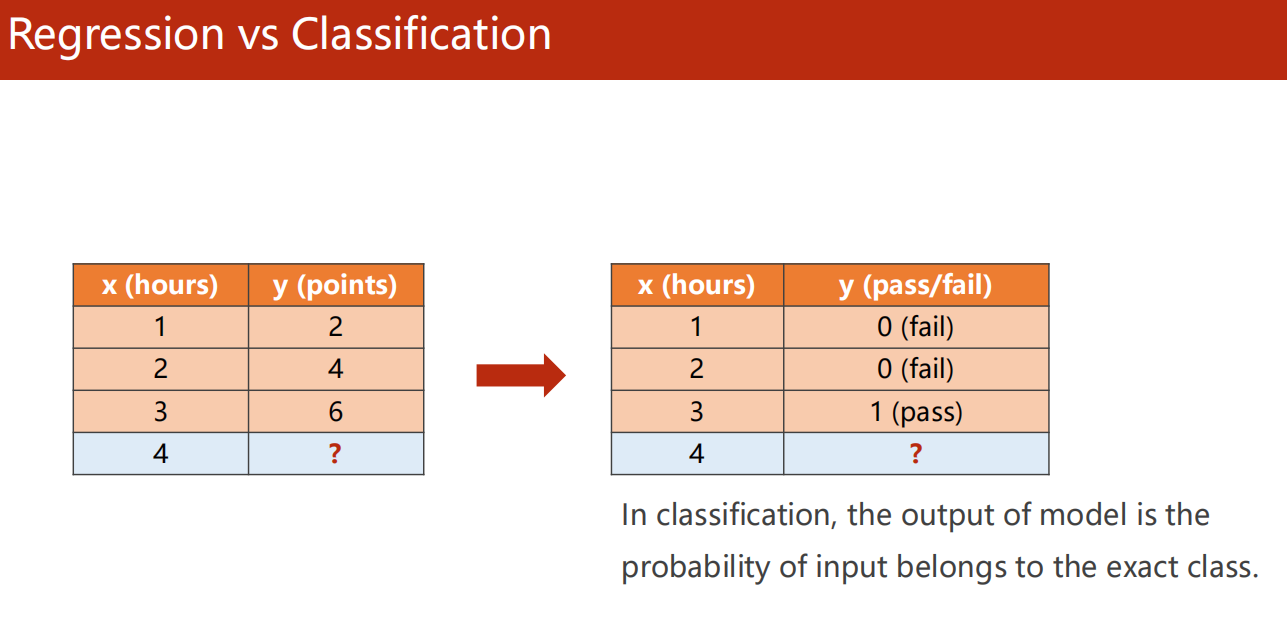 Regression vs Classification
x (hours) y (points)
1 2
2 4
3 6
4 ?
x (hours) y (pass/fail)
1 0 (fail)
2 0 (fail)
3 1 (pass)
4 ?
In classification, the output of model is the
probability of input belongs to the exact class.